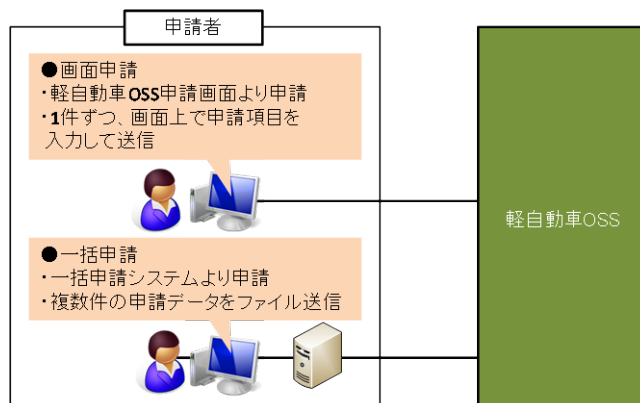 申請者
●画面申請
・軽自動車OSS申請画面より申請
・1件ずつ、画面上で申請項目を
入力して送信
軽自動車OSS
●一括申請
・一括申請システムより申請
・複数件の申請データをファイル送信